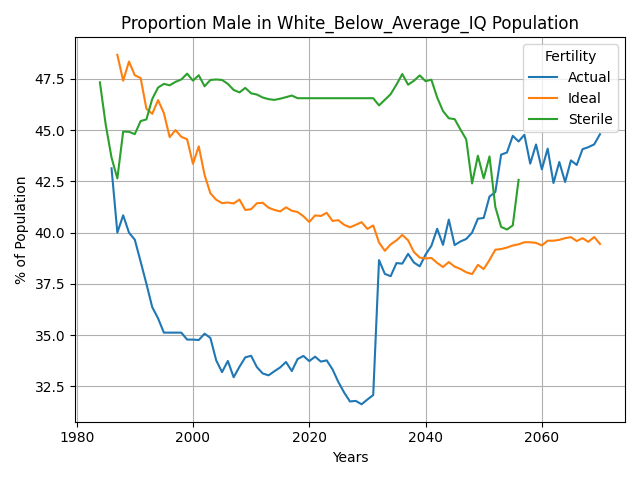 Proportion Male in White_Below_Average_IQ Population
Fertility
Actual
Ideal
Sterile
% of Population
47.5
45.0
42.5
40.0
37.5
35.0
32.5
1980
2000
2020
2040
2060
Years